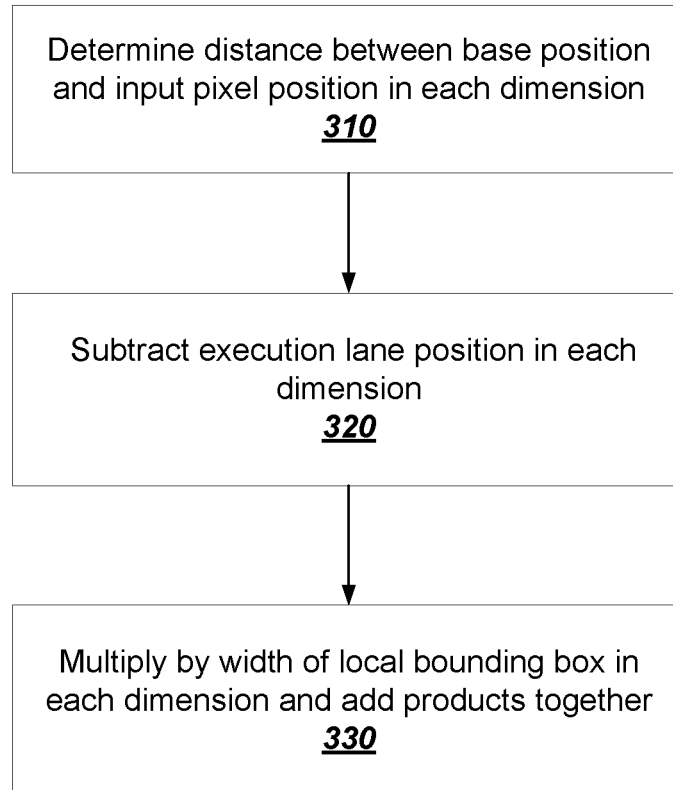 Determine distance between base position
and input pixel position in each dimension
310
Subtract execution lane position in each
dimension
320
Multiply by width of local bounding box in
each dimension and add products together
330